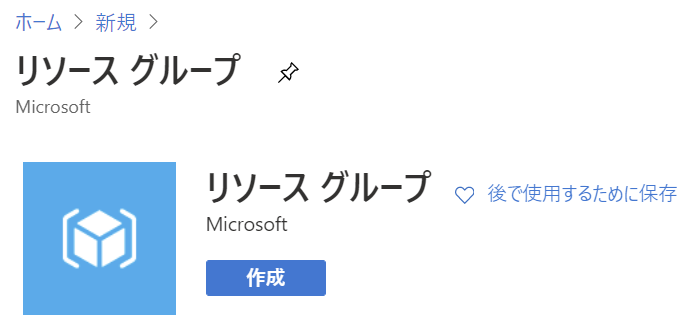 ホーム > 新規 >
リソース グループ
Microsoft
リソース グループ
後で使用するために保存
Microsoft
作成